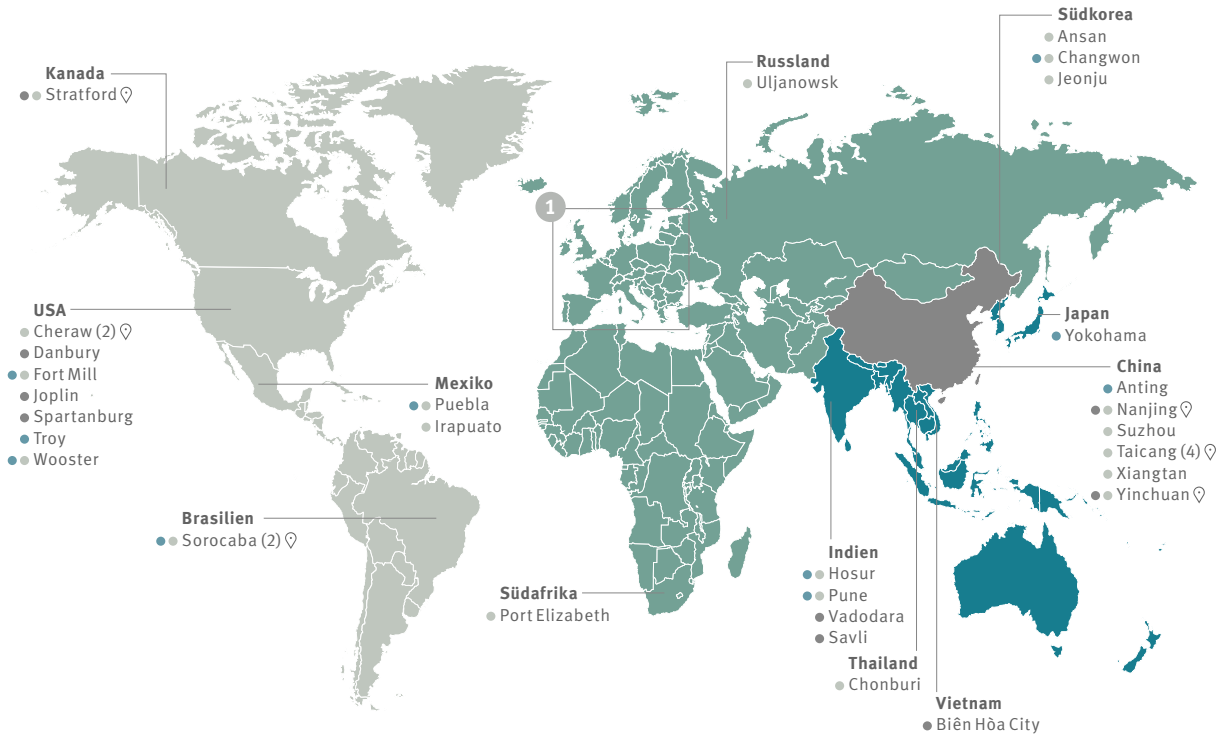 Südkorea
Ansan
Changwon
Jeonju
Russland
Uljanowsk
Kanada
Stratford
1
USA
Cheraw (2)
Danbury
Fort Mill
Joplin
Spartanburg
Troy
Wooster
Mexiko
Puebla
Irapuato
Japan
Yokohama
China
Anting
Nanjing
Suzhou
Taicang (4)
Xiangtan
Yinchuan
Brasilien
Sorocaba (2)
Südafrika
Port Elizabeth
Indien
Hosur
Pune
Vadodara
Savli
Thailand
Chonburi
Vietnam
Biên Hòa City